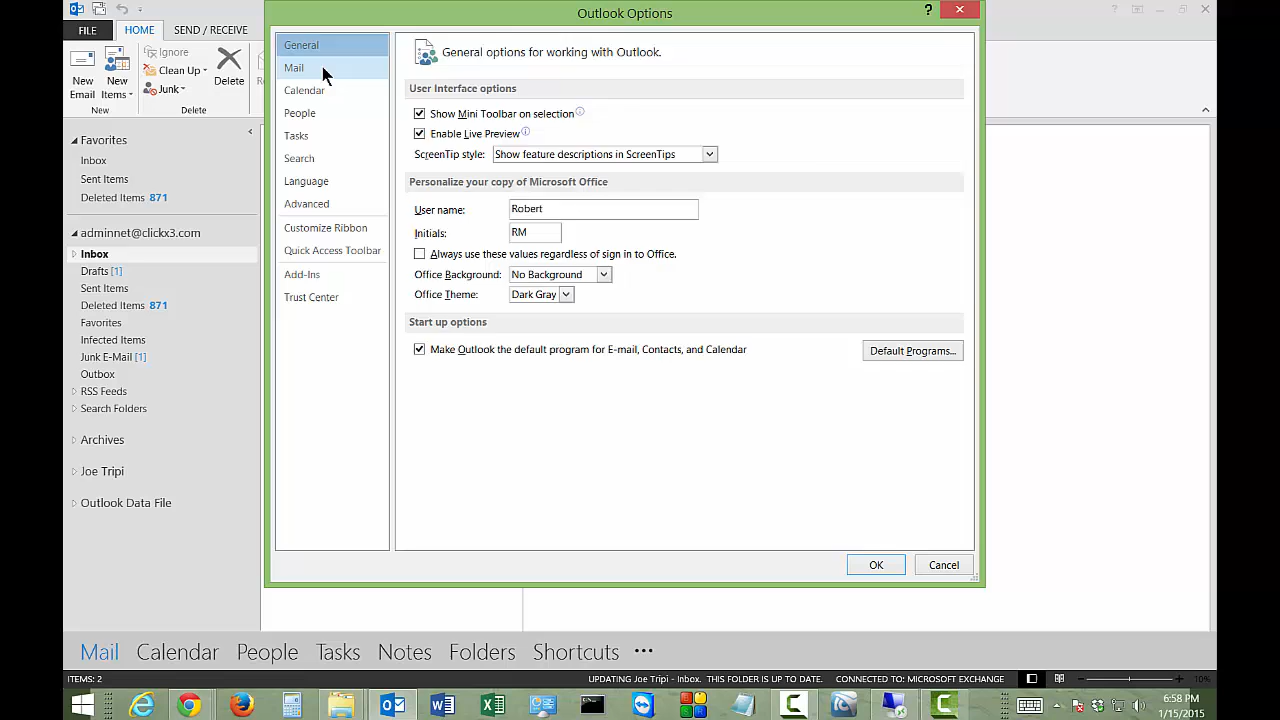 Outlook Options
?
FILE
HOME
SEND / RECEIVE
New
Email
New
Items
Ignore
Clean Up
Junk
Delete
New
Delete
Favorites
Inbox
Sent Items
Deleted Items 871
adminnet@clickx3.com
Inbox
Drafts [1]
Sent Items
Deleted Items 871
Favorites
Infected Items
Junk E-Mail [1]
Outbox
RSS Feeds
Search Folders
Archives
Joe Tripi
Outlook Data File
General
Mail
Calendar
People
Tasks
Search
Language
Advanced
Customize Ribbon
Quick Access Toolbar
Add-Ins
Trust Center
General options for working with Outlook.
User Interface options
Show Mini Toolbar on selection
Enable Live Preview
ScreenTip style: Show feature descriptions in ScreenTips
Personalize your copy of Microsoft Office
User name: Robert
Initials: RM
Always use these values regardless of sign in to Office.
Office Background: No Background
Office Theme: Dark Gray
Start up options
Make Outlook the default program for E-mail, Contacts, and Calendar
Default Programs...
OK
Cancel
Mail Calendar People Tasks Notes Folders Shortcuts •••
ITEMS: 2
UPDATING Joe Tripi - Inbox. THIS FOLDER IS UP TO DATE. CONNECTED TO: MICROSOFT EXCHANGE
10%
6:58 PM
1/15/2015